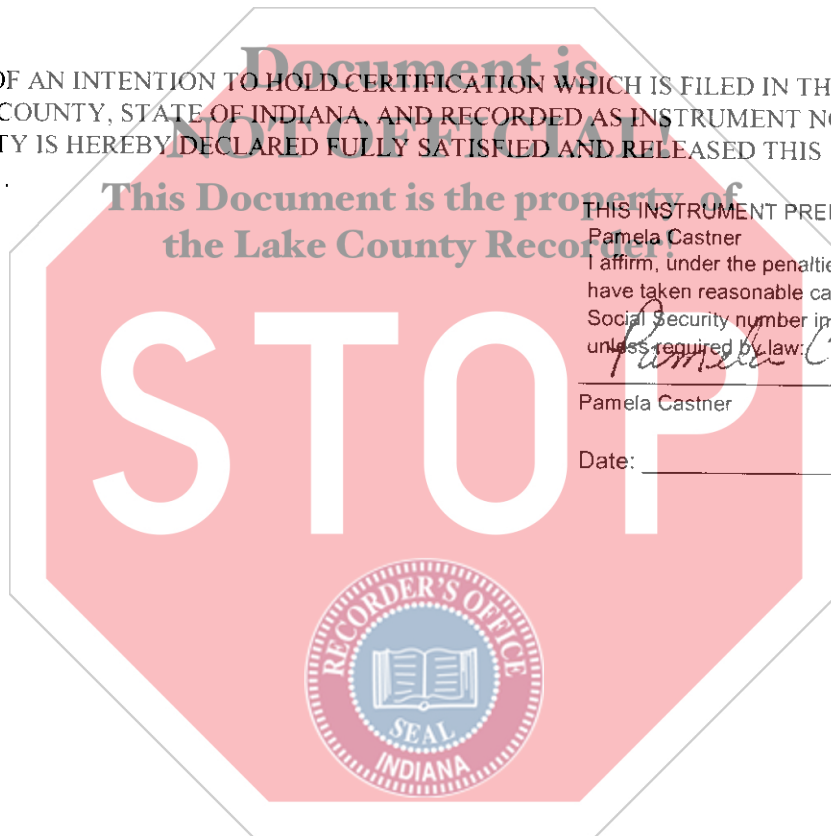 Document is
NOT OFFICIAL!
This Document is the property of
the Lake County Recorder!
OF AN INTENTION TO HOLD CERTIFICATION WHICH IS FILED IN TH
COUNTY, STATE OF INDIANA, AND RECORDED AS INSTRUMENT NO
TY IS HEREBY DECLARED FULLY SATISFIED AND RELEASED THIS
.
THIS INSTRUMENT PREI
Pamela Castner
I affirm, under the penaltie
have taken reasonable ca
Social Security number in
unless required by law:
Pamela C
Pamela Castner
Date:
STOP
RECORDER'S OFFICE
SEAL
INDIANA